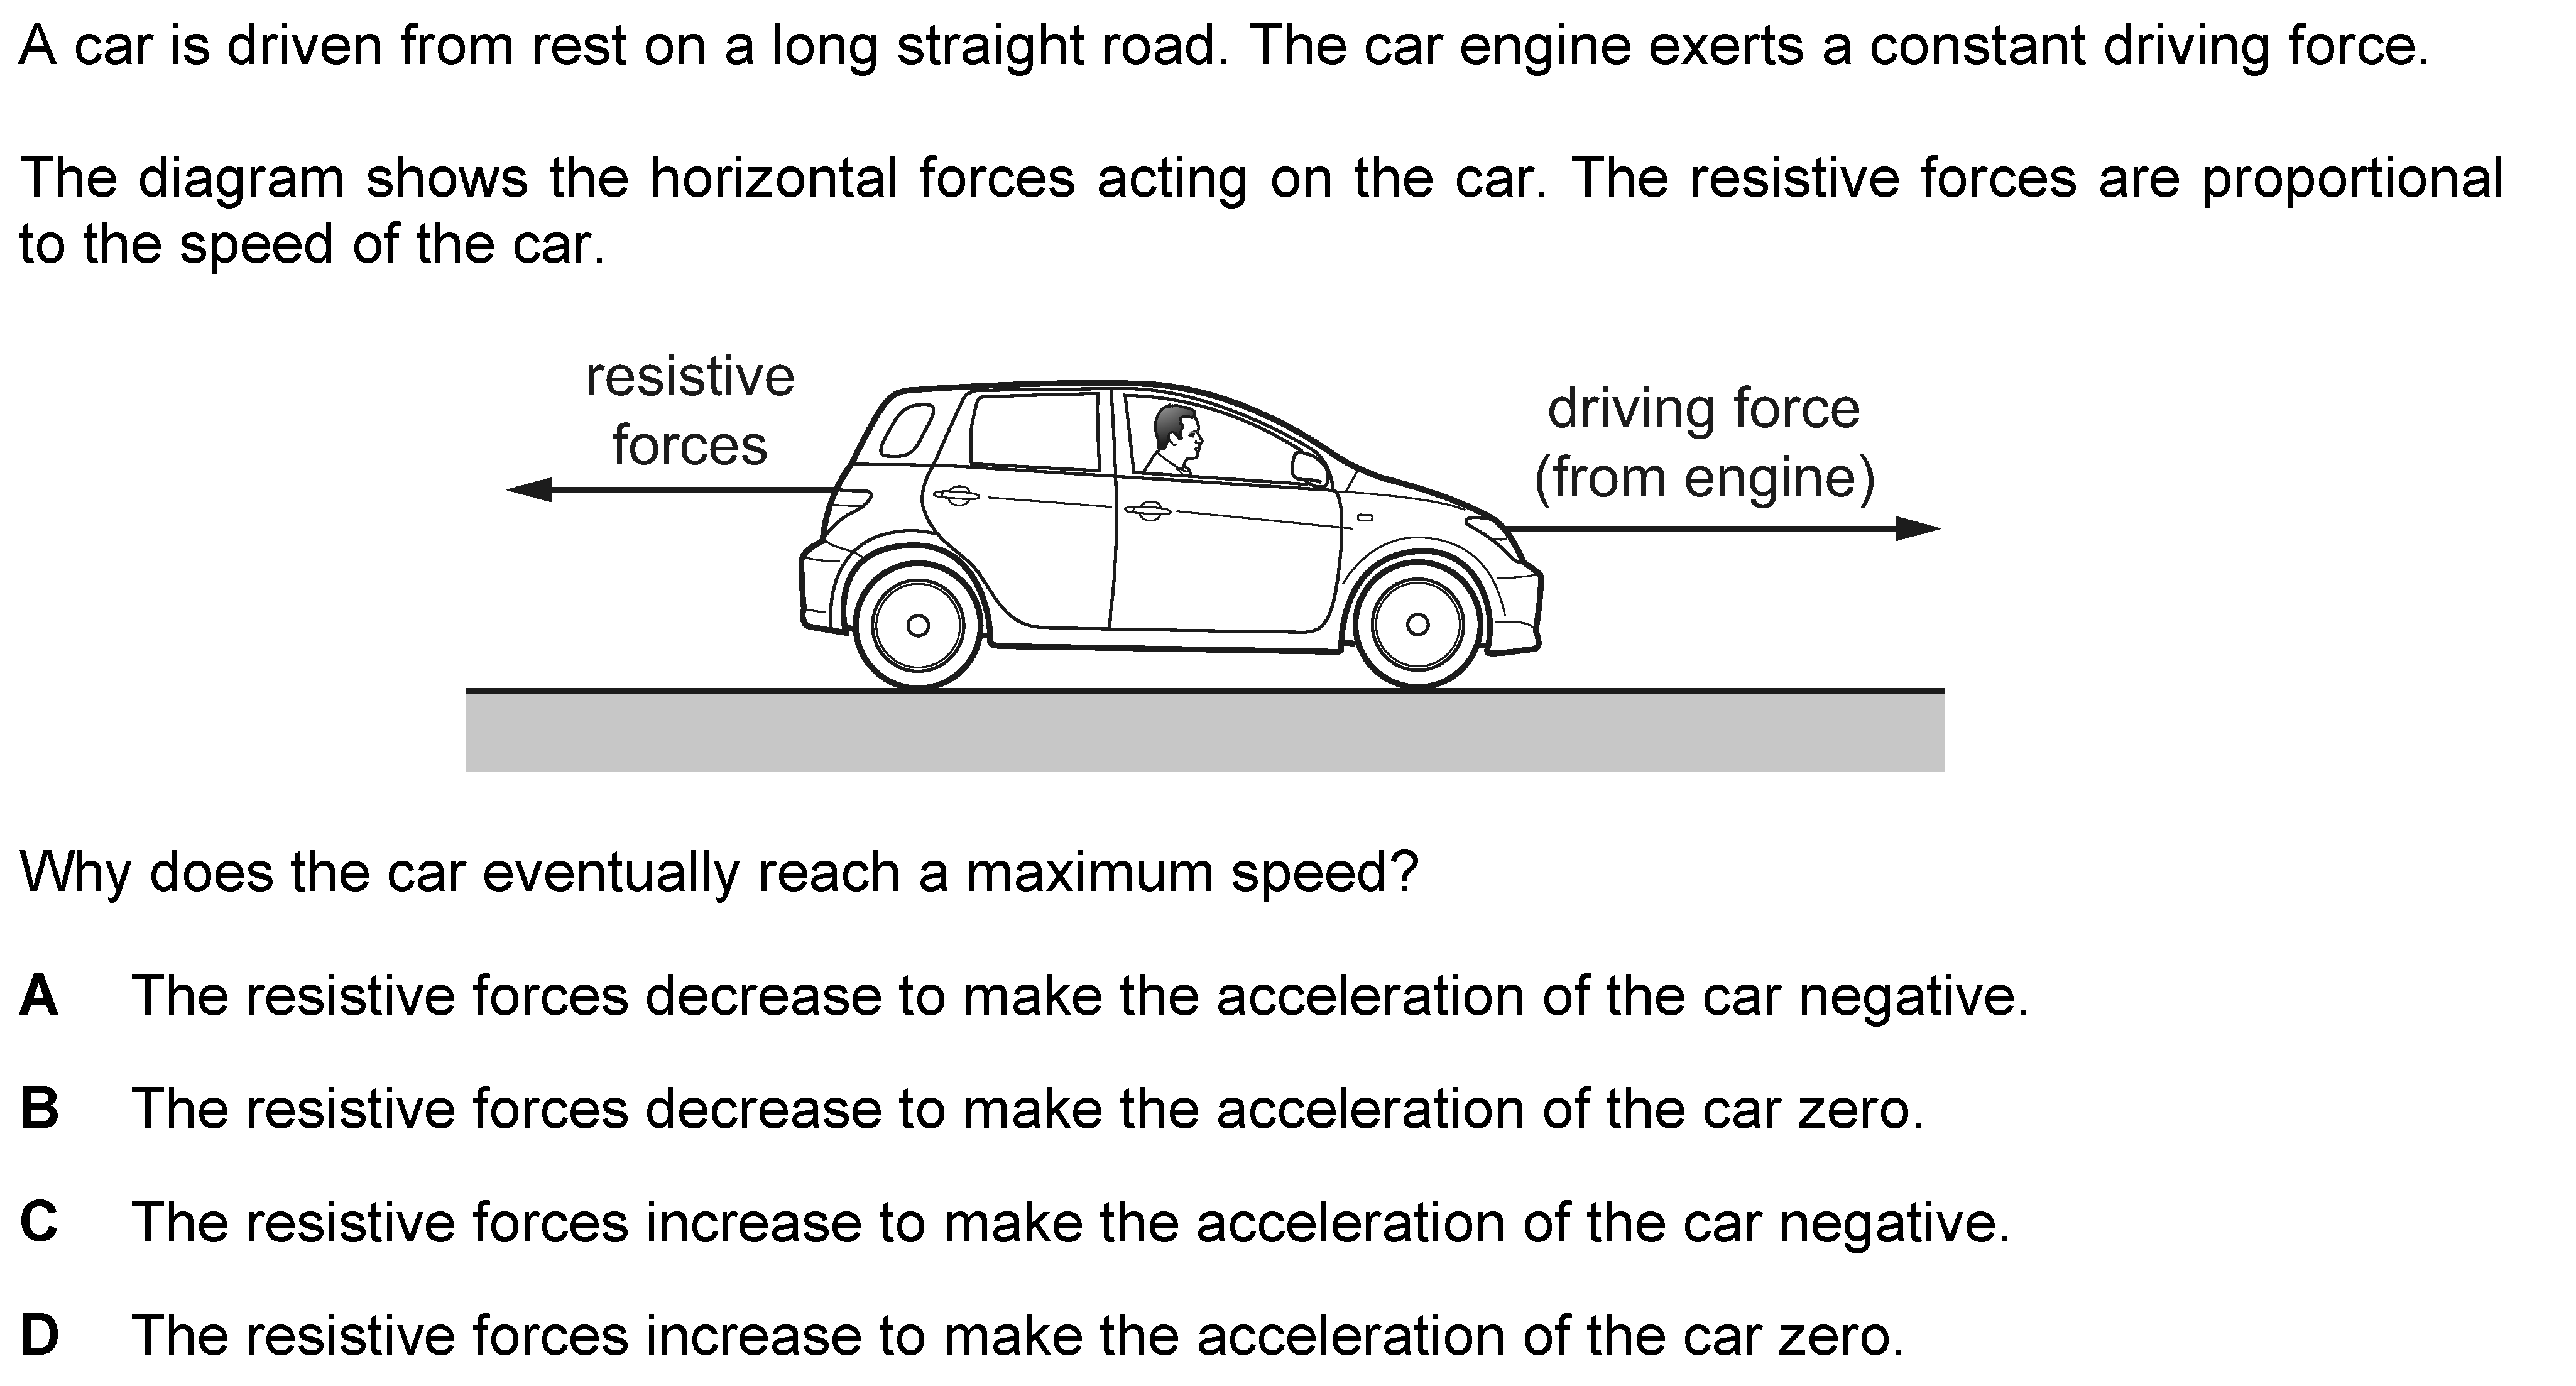 A car is driven from rest on a long straight road. The car engine exerts a constant driving force.
The diagram shows the horizontal forces acting on the car. The resistive forces are proportional
to the speed of the car.
resistive
forces
driving force
(from engine)
Why does the car eventually reach a maximum speed?
A The resistive forces decrease to make the acceleration of the car negative.
B The resistive forces decrease to make the acceleration of the car zero.
C The resistive forces increase to make the acceleration of the car negative.
D The resistive forces increase to make the acceleration of the car zero.